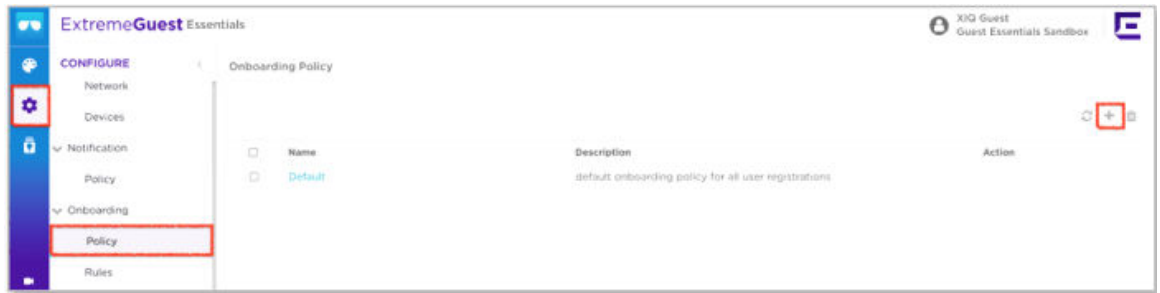 ExtremeGuest Essentials
XIQ Guest
Guest Essentials Sandbox
CONFIGURE
Onboarding Policy
Network
Devices
Notification
Policy
Onboarding
Policy
Rules
Name Description Action
Default default onboarding policy for all user registrations